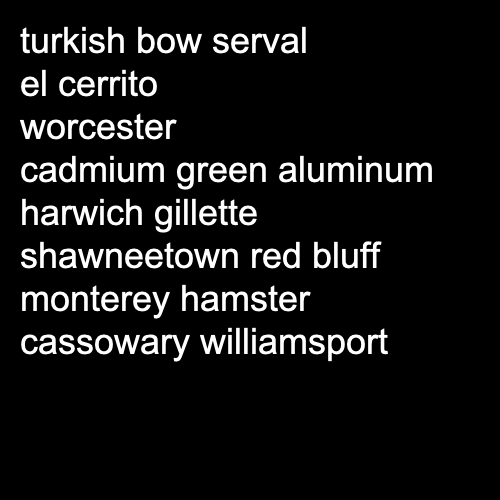 turkish bow serval
el cerrito
worcester
cadmium green aluminum
harwich gillette
shawneetown red bluff
monterey hamster
cassowary williamsport